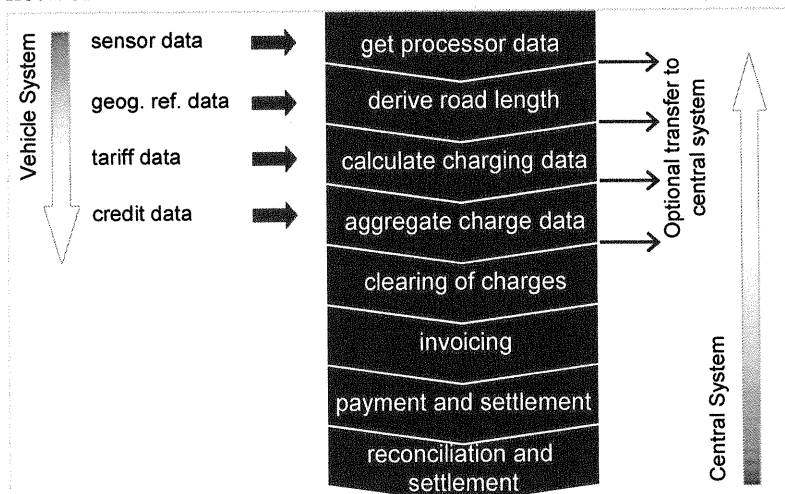 Vehicle System
sensor data
geog. ref. data
tariff data
credit data
get processor data
derive road length
calculate charging data
aggregate charge data
clearing of charges
invoicing
payment and settlement
reconciliation and
settlement
Optional transfer to
central system
Central System